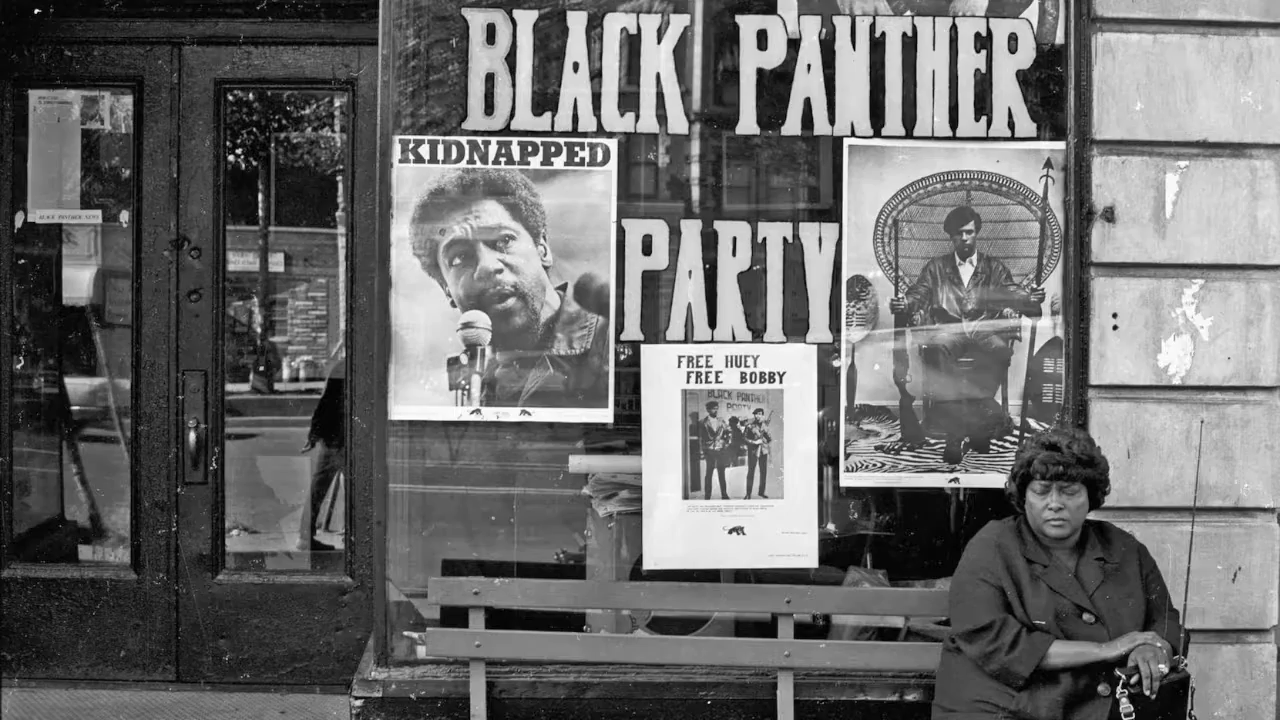 BLACK PANTHER
PARTY
KIDNAPPED
FREE HUEY
FREE BOBBY
BLACK PANTHER
PARTY
BLACK PANTHER NEWS